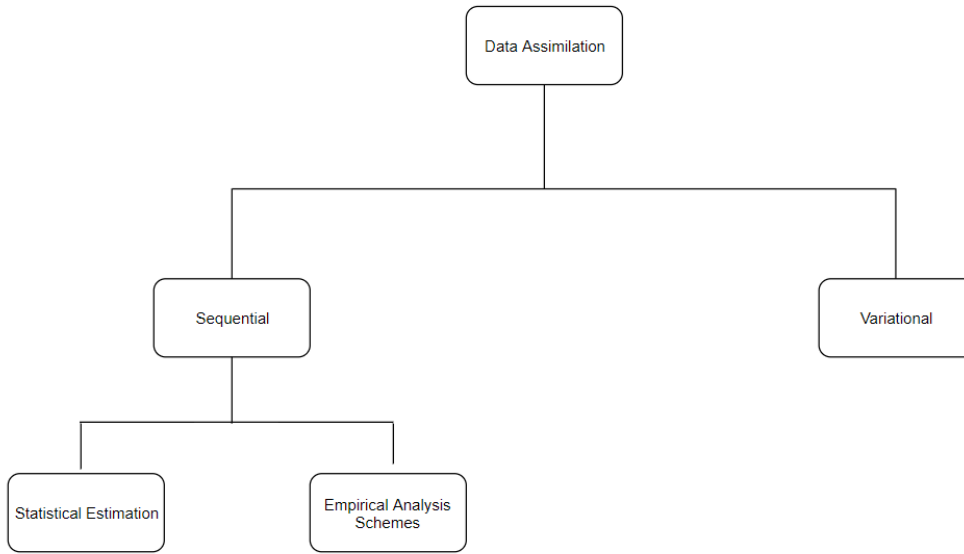 Data Assimilation
Sequential
Variational
Statistical Estimation
Empirical Analysis
Schemes